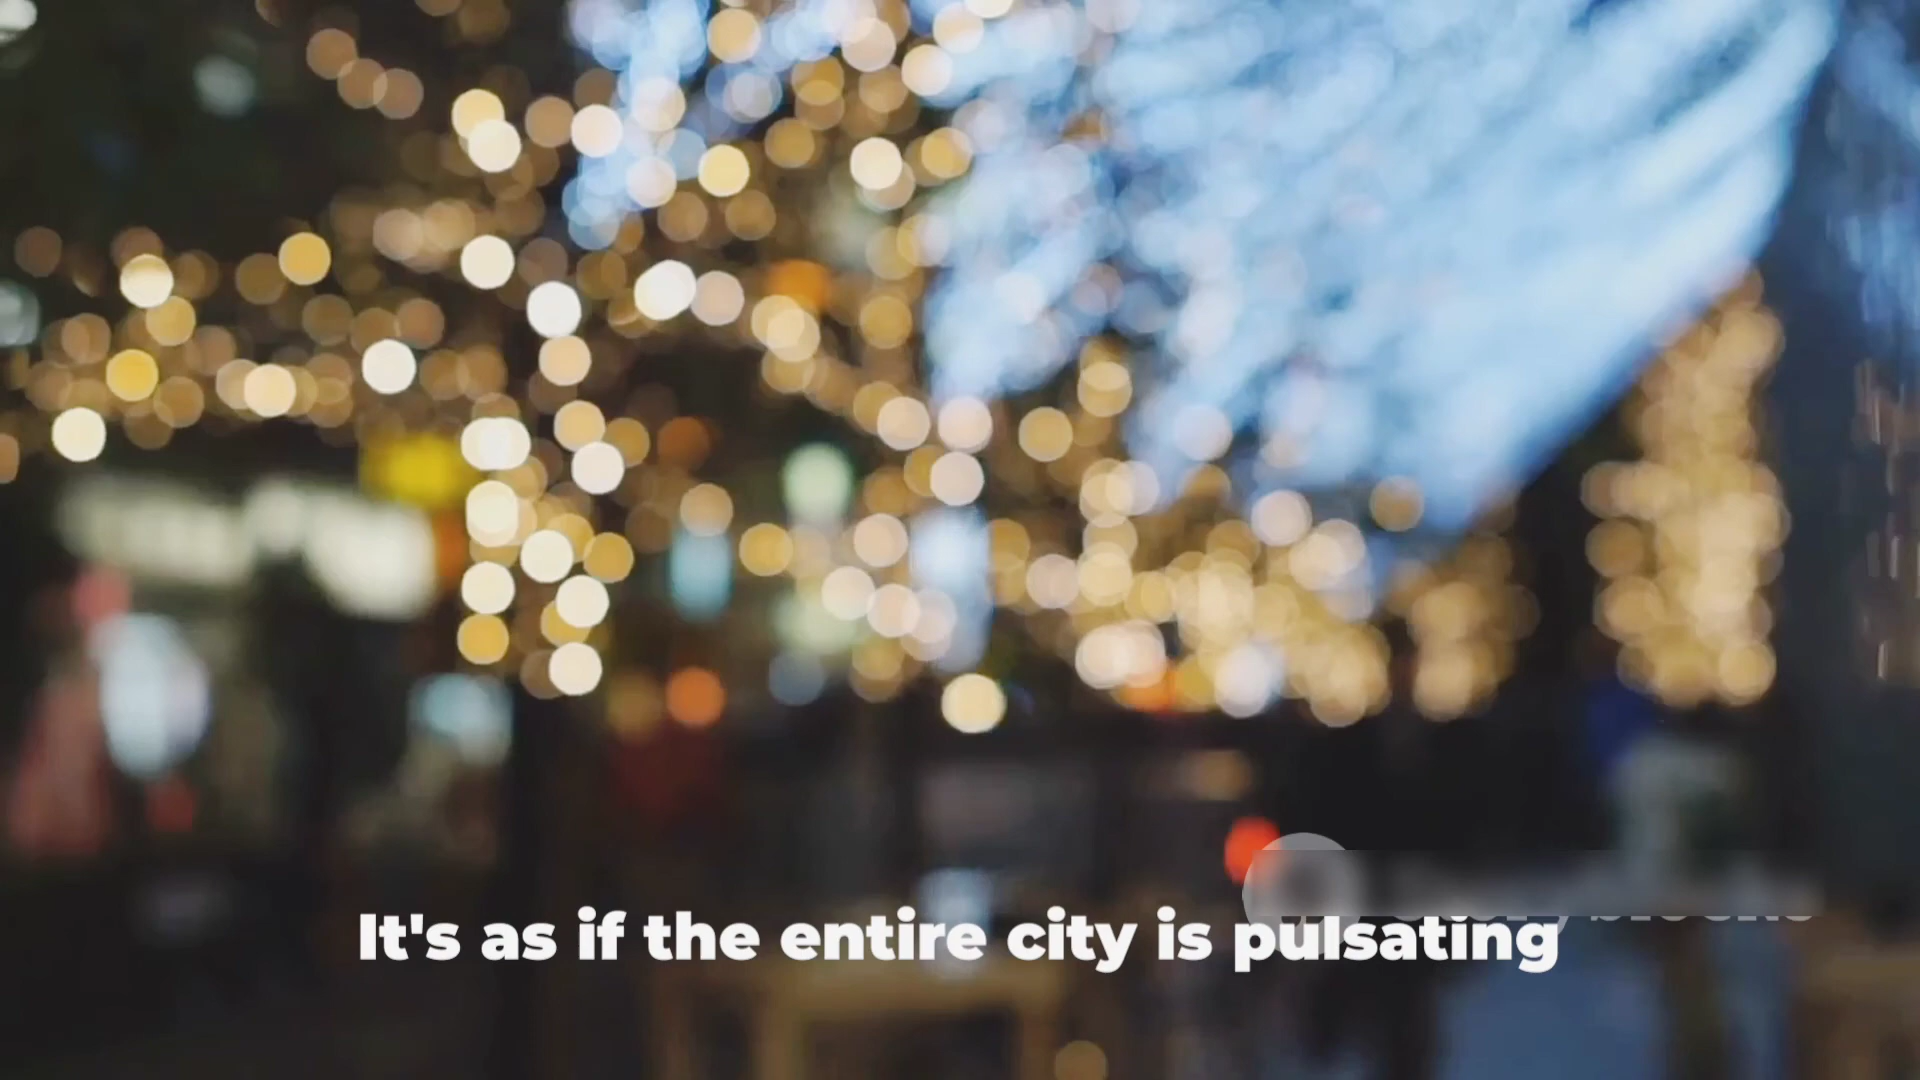 It's as if the entire city is pulsating